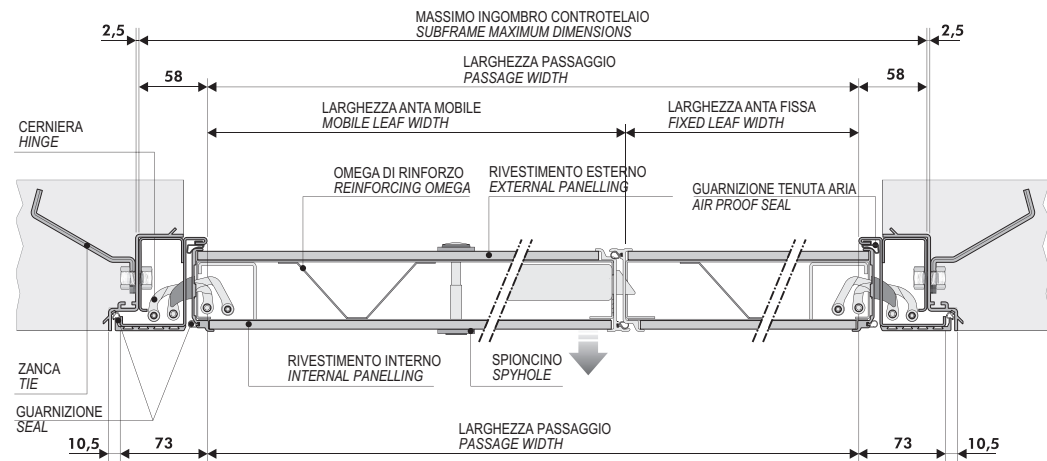 MASSIMO INGOMBRO CONTROTELAIO
SUBFRAME MAXIMUM DIMENSIONS
2,5
2,5
LARGHEZZA PASSAGGIO
PASSAGE WIDTH
58
58
LARGHEZZA ANTA MOBILE
MOBILE LEAF WIDTH
LARGHEZZA ANTA FISSA
FIXED LEAF WIDTH
CERNIERA
HINGE
OMEGA DI RINFORZO
REINFORCING OMEGA
RIVESTIMENTO ESTERNO
EXTERNAL PANELLING
GUARNIZIONE TENUTA ARIA
AIR PROOF SEAL
RIVESTIMENTO INTERNO
INTERNAL PANELLING
SPIONCINO
SPYHOLE
ZANCA
TIE
GUARNIZIONE
SEAL
10,5
73
LARGHEZZA PASSAGGIO
PASSAGE WIDTH
73
10,5